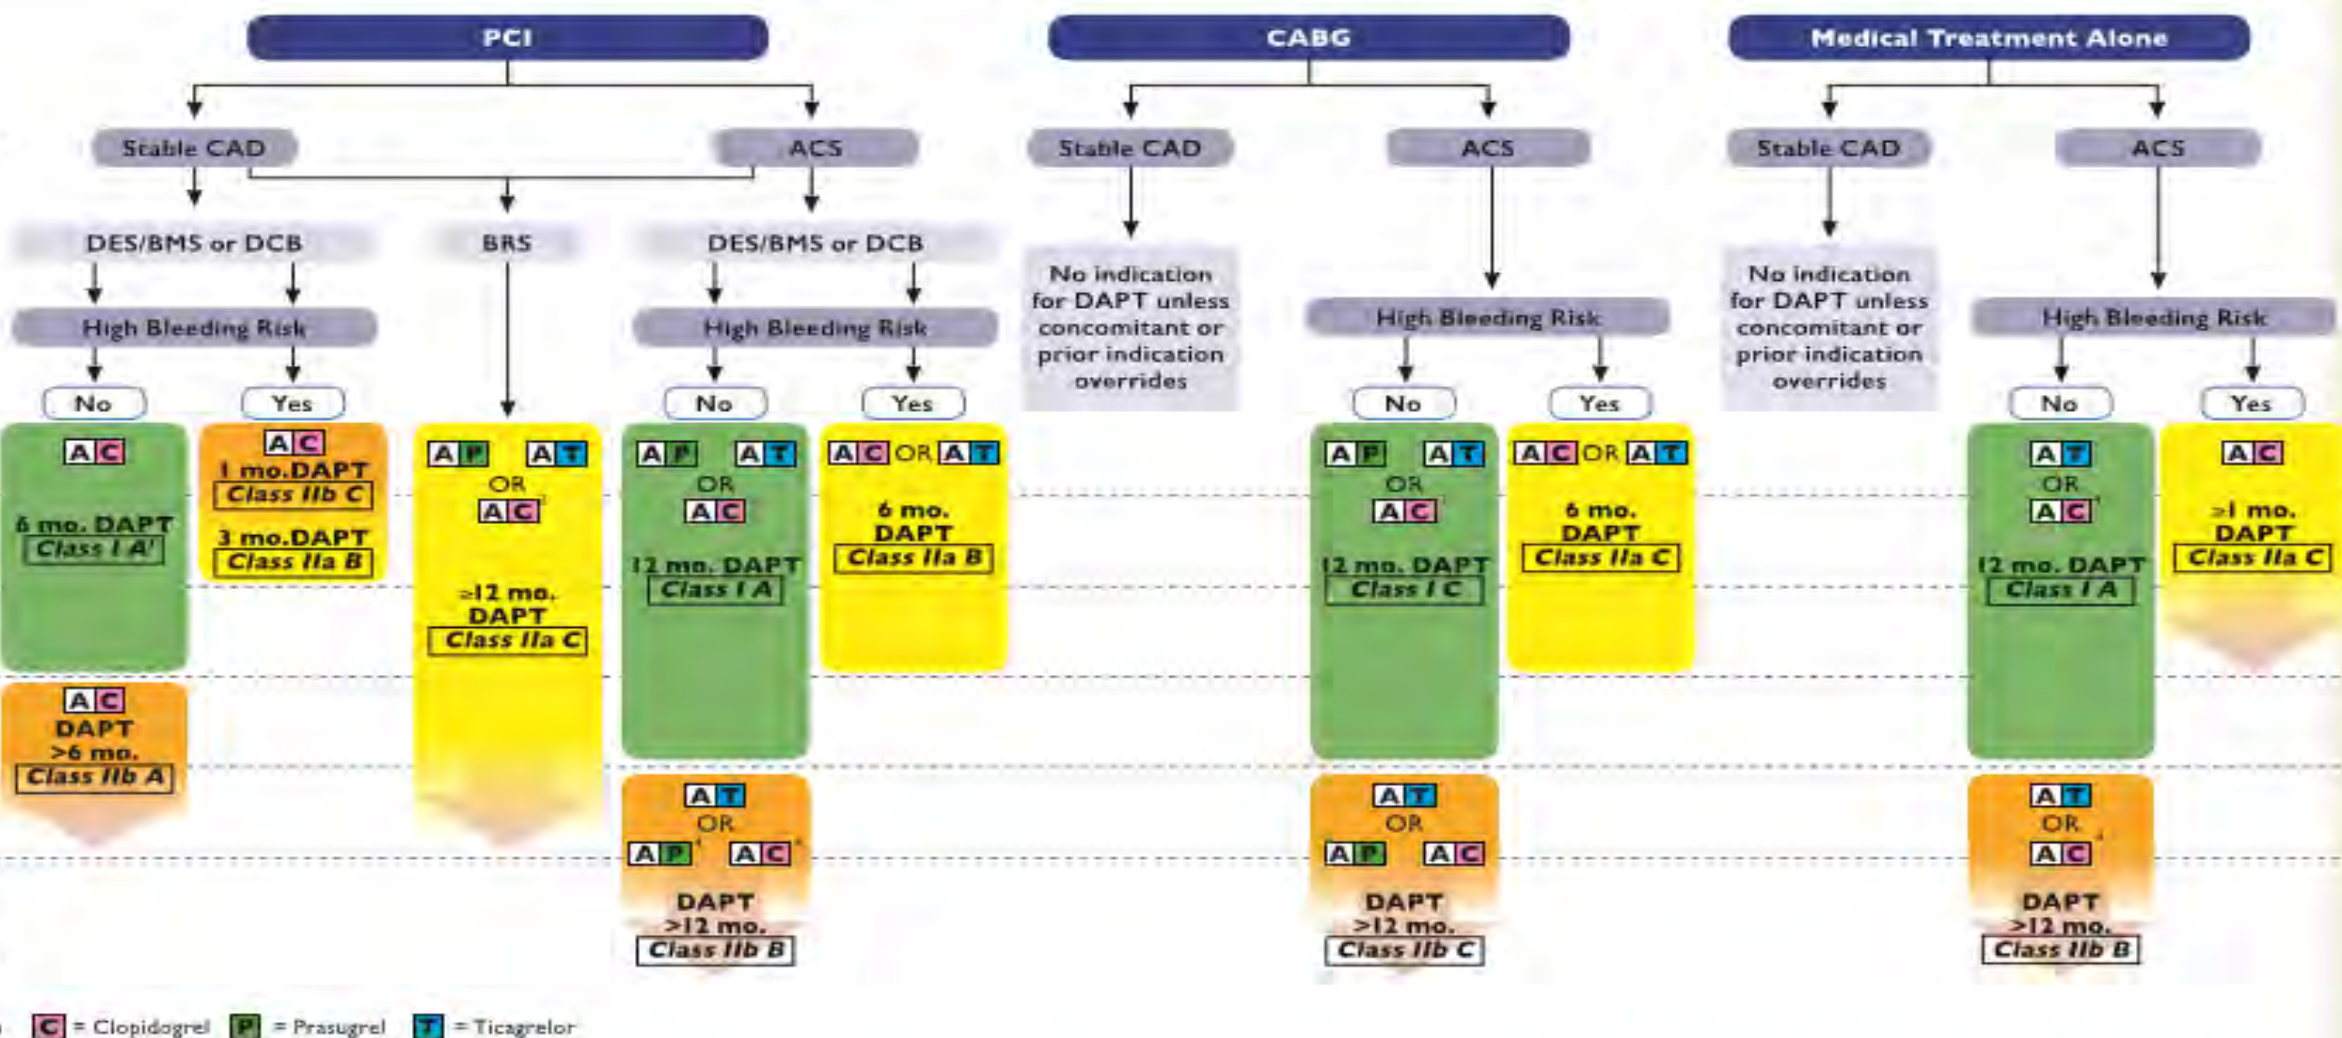 PCI
CABG
Medical Treatment Alone
Stable CAD
ACS
Stable CAD
ACS
Stable CAD
ACS
DES/BMS or DCB
BRS
DES/BMS or DCB
High Bleeding Risk
High Bleeding Risk
No indication
for DAPT unless
concomitant or
prior indication
overrides
High Bleeding Risk
No indication
for DAPT unless
concomitant or
prior indication
overrides
High Bleeding Risk
No
Yes
No
Yes
No
Yes
No
Yes
A C
6 mo. DAPT
Class I A
A C
DAPT
>6 mo.
Class IIb A
A C
1 mo.DAPT
Class IIb C
3 mo.DAPT
Class IIa B
A P A T
OR
A C
≥12 mo.
DAPT
Class IIa C
A P A T
OR
A C
12 mo. DAPT
Class I A
A T
OR
A P A C
DAPT
>12 mo.
Class IIb B
A C OR A T
6 mo.
DAPT
Class IIa B
A P A T
OR
A C
12 mo. DAPT
Class I C
A T
OR
A P A C
DAPT
>12 mo.
Class IIb C
A C OR A T
6 mo.
DAPT
Class IIa C
A T
OR
A C
12 mo. DAPT
Class I A
A T
OR
A C
DAPT
>12 mo.
Class IIb B
A C
≥1 mo.
DAPT
Class IIa C
C = Clopidogrel P = Prasugrel T = Ticagrelor